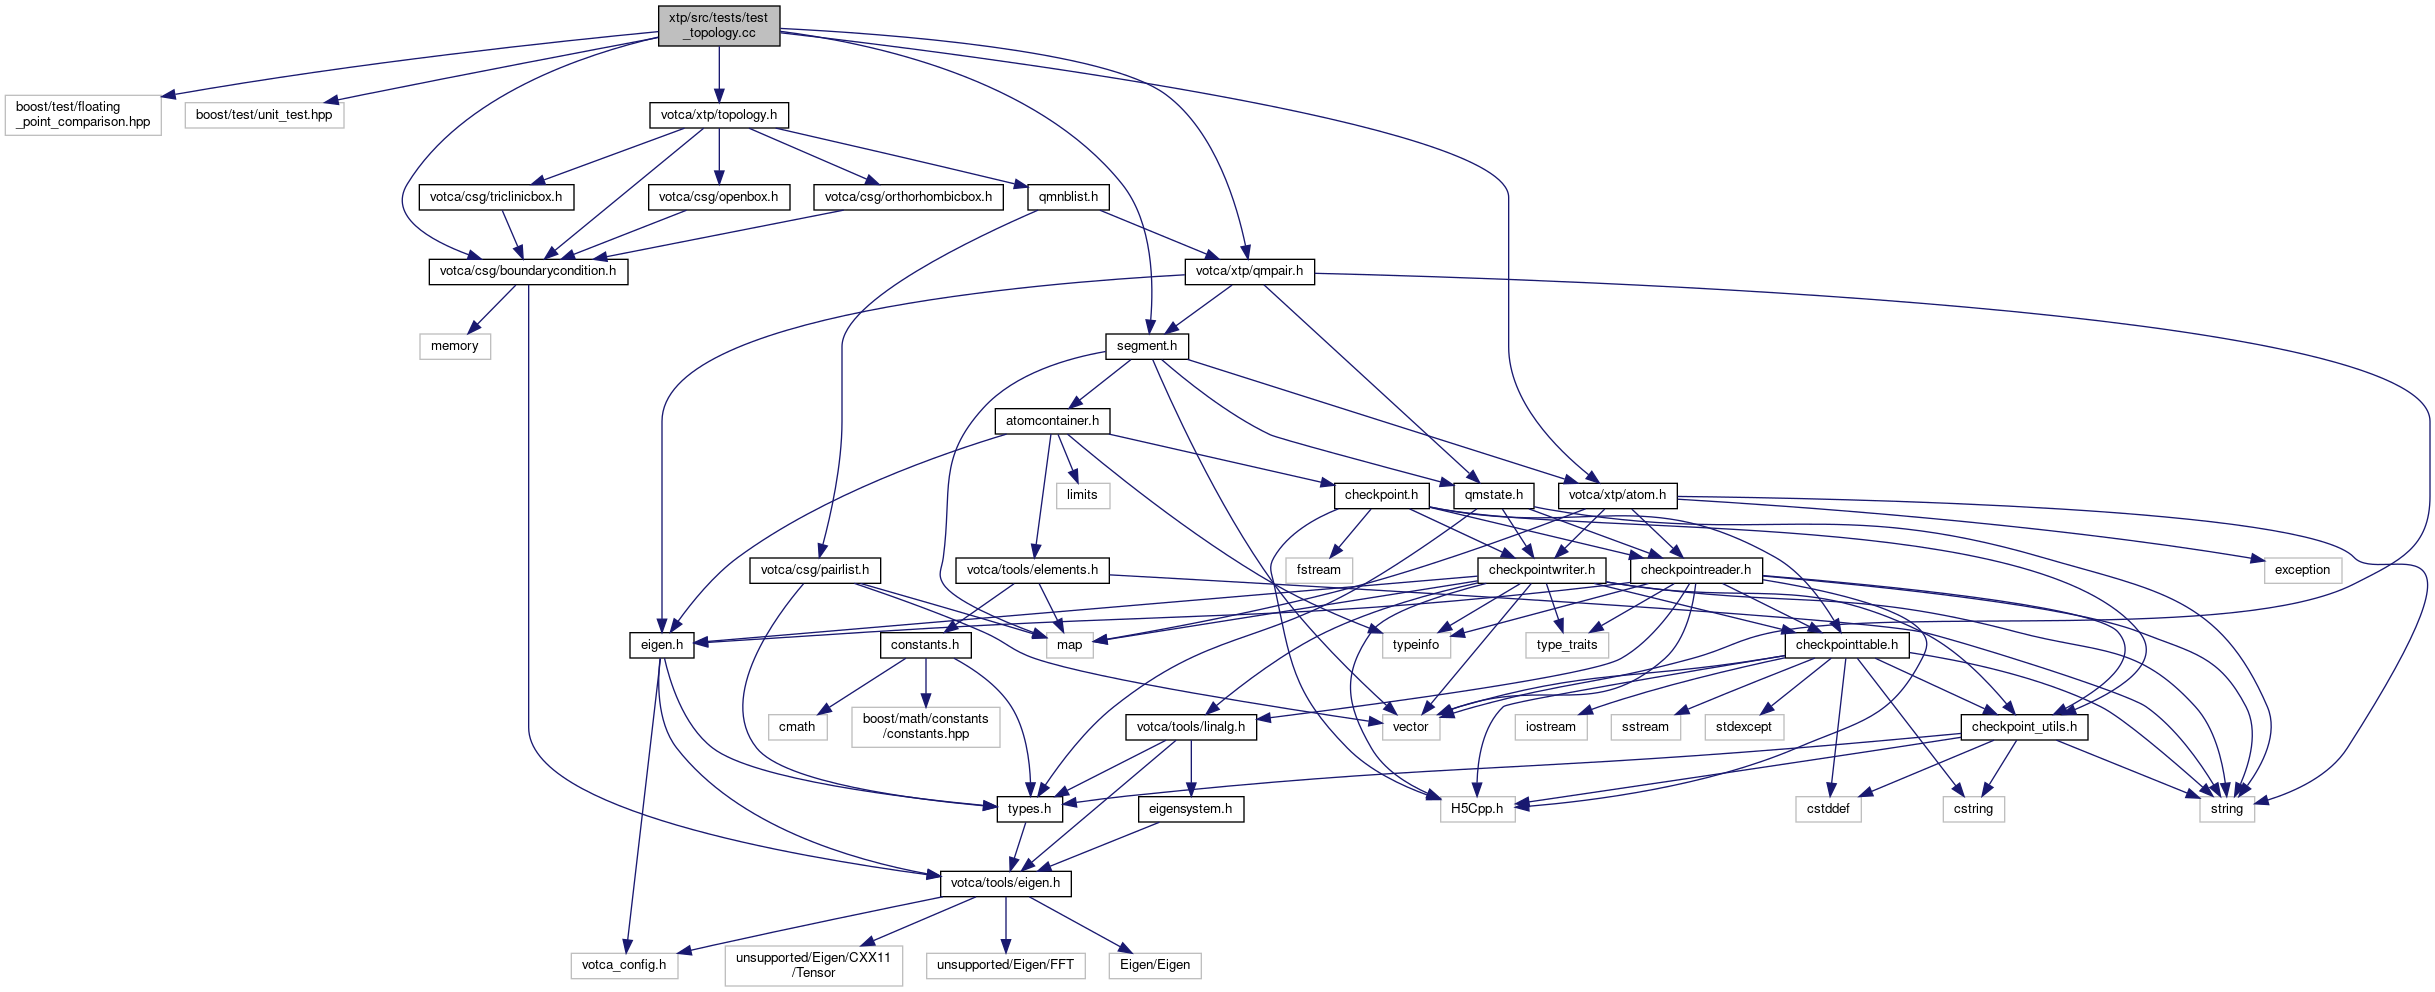 xtp/src/tests/test
_topology.cc
boost/test/floating
_point_comparison.hpp
boost/test/unit_test.hpp
votca/xtp/topology.h
votca/csg/triclinicbox.h
votca/csg/openbox.h
votca/csg/orthorhombicbox.h
qmnblist.h
votca/csg/boundarycondition.h
votca/xtp/qmpair.h
memory
segment.h
atomcontainer.h
limits
checkpoint.h
qmstate.h
votca/xtp/atom.h
votca/csg/pairlist.h
votca/tools/elements.h
fstream
checkpointwriter.h
checkpointreader.h
exception
eigen.h
constants.h
map
typeinfo
type_traits
checkpointtable.h
cmath
boost/math/constants
/constants.hpp
votca/tools/linalg.h
vector
iostream
sstream
stdexcept
checkpoint_utils.h
types.h
eigensystem.h
H5Cpp.h
cstddef
cstring
string
votca/tools/eigen.h
votca_config.h
unsupported/Eigen/CXX11
/Tensor
unsupported/Eigen/FFT
Eigen/Eigen